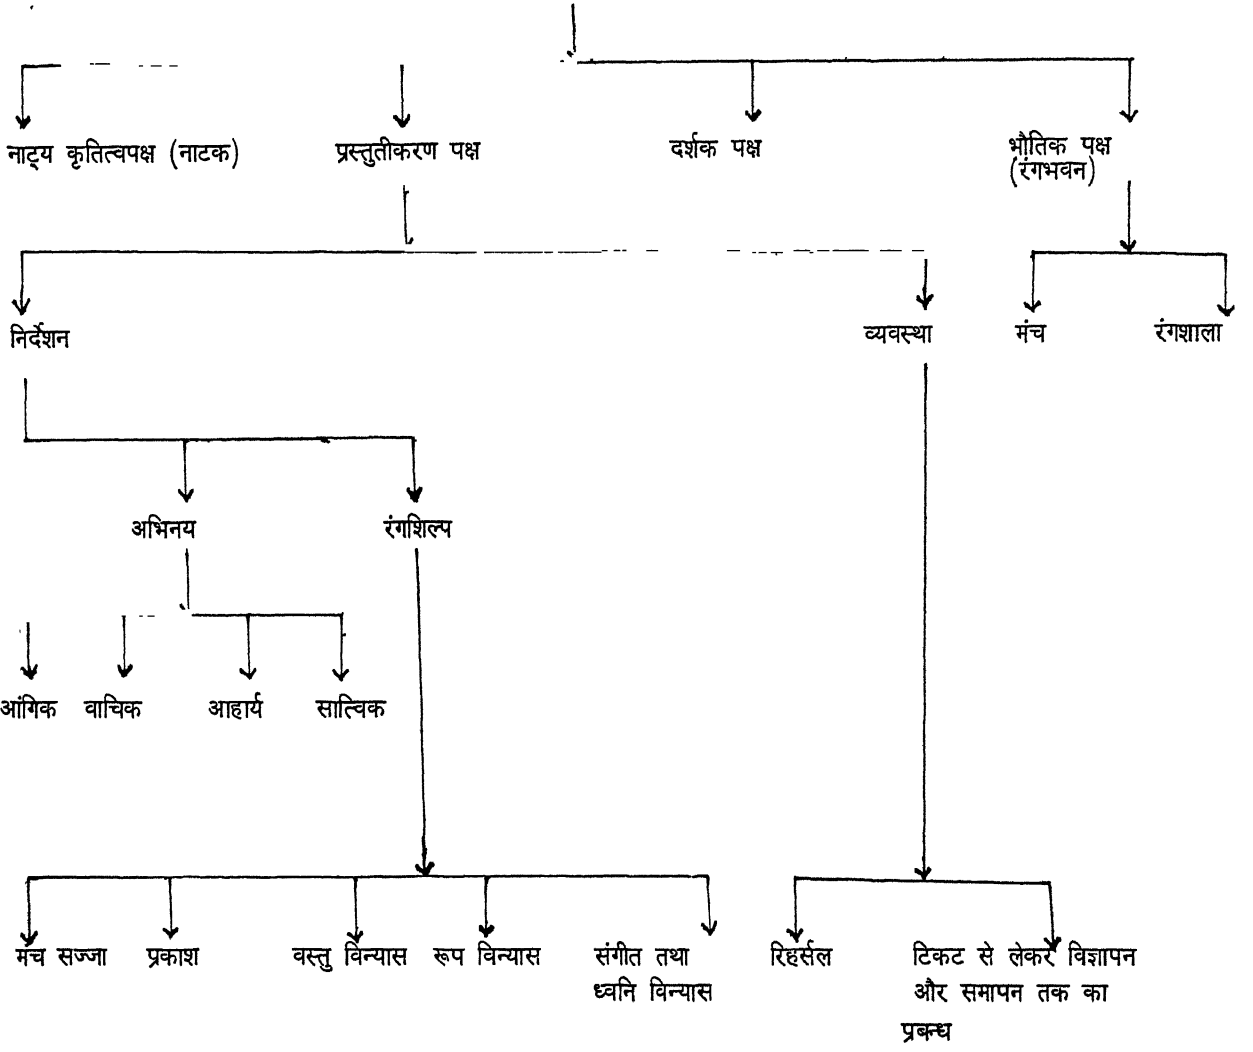 नाट्य कृतित्वपक्ष (नाटक) प्रस्तुतीकरण पक्ष दर्शक पक्ष भौतिक पक्ष
(रंगभवन)
निर्देशन व्यवस्था मंच रंगशाला
अभिनय रंगशिल्प
आंगिक वाचिक आहार्य सात्विक
मंच सज्जा प्रकाश वस्तु विन्यास रूप विन्यास संगीत तथा रिहर्सल टिकट से लेकर विज्ञापन
ध्वनि विन्यास और समापन तक का
प्रबन्ध